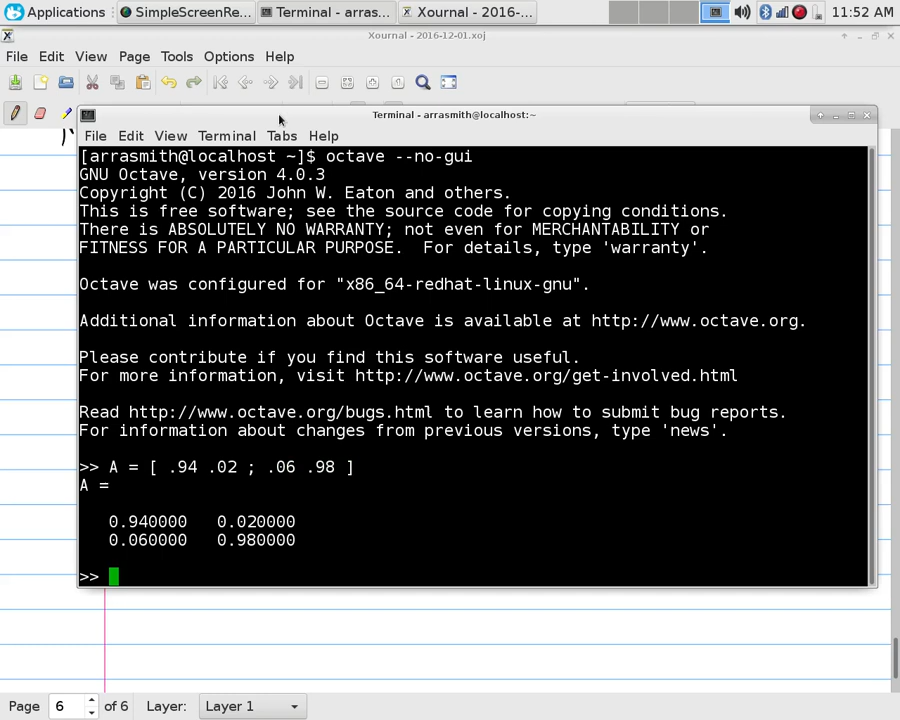 Applications SimpleScreenRe... Terminal - arras... Xournal - 2016-... 11:52 AM
Xournal - 2016-12-01.xoj
File Edit View Page Tools Options Help
Terminal - arrasmith@localhost:~
File Edit View Terminal Tabs Help
[arrasmith@localhost ~]$ octave --no-gui
GNU Octave, version 4.0.3
Copyright (C) 2016 John W. Eaton and others.
This is free software; see the source code for copying conditions.
There is ABSOLUTELY NO WARRANTY; not even for MERCHANTABILITY or
FITNESS FOR A PARTICULAR PURPOSE.  For details, type 'warranty'.
Octave was configured for "x86_64-redhat-linux-gnu".
Additional information about Octave is available at http://www.octave.org.
Please contribute if you find this software useful.
For more information, visit http://www.octave.org/get-involved.html
Read http://www.octave.org/bugs.html to learn how to submit bug reports.
For information about changes from previous versions, type 'news'.
>> A = [ .94 .02 ; .06 .98 ]
A =
0.940000 0.020000
0.060000 0.980000
>>
Page 6 of 6 Layer: Layer 1